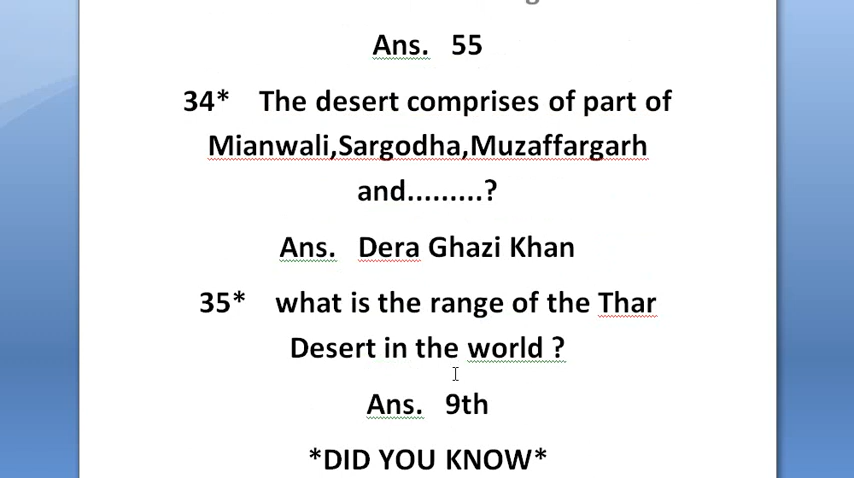 Ans. 55
34* The desert comprises of part of
Mianwali,Sargodha,Muzaffargarh
and.........?
Ans. Dera Ghazi Khan
35* what is the range of the Thar
Desert in the world ?
Ans. 9th
*DID YOU KNOW*